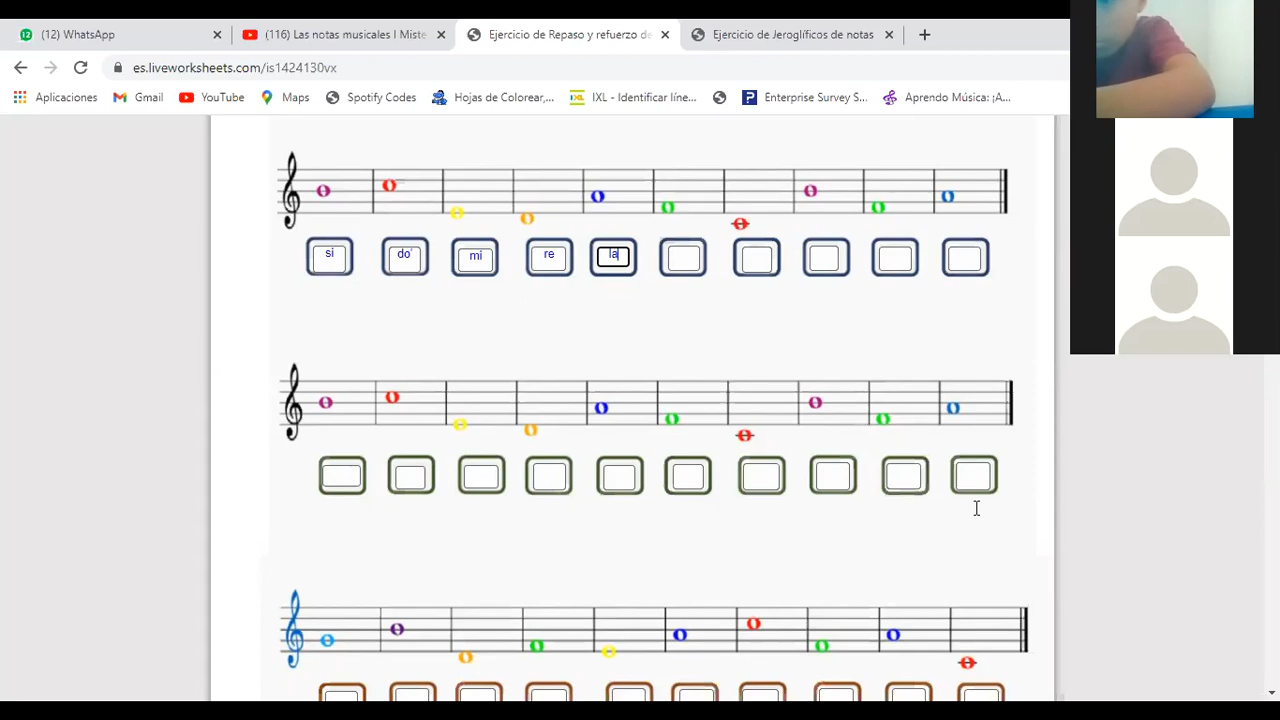 12 (12) WhatsApp (116) Las notas musicales I Miste Ejercicio de Repaso y refuerzo de Ejercicio de Jeroglíficos de notas
es.liveworksheets.com/is1424130vx
Aplicaciones Gmail YouTube Maps Spotify Codes Hojas de Colorear,... IXL - Identificar líne... Enterprise Survey S... Aprendo Música: ¡A...
si do' mi re la